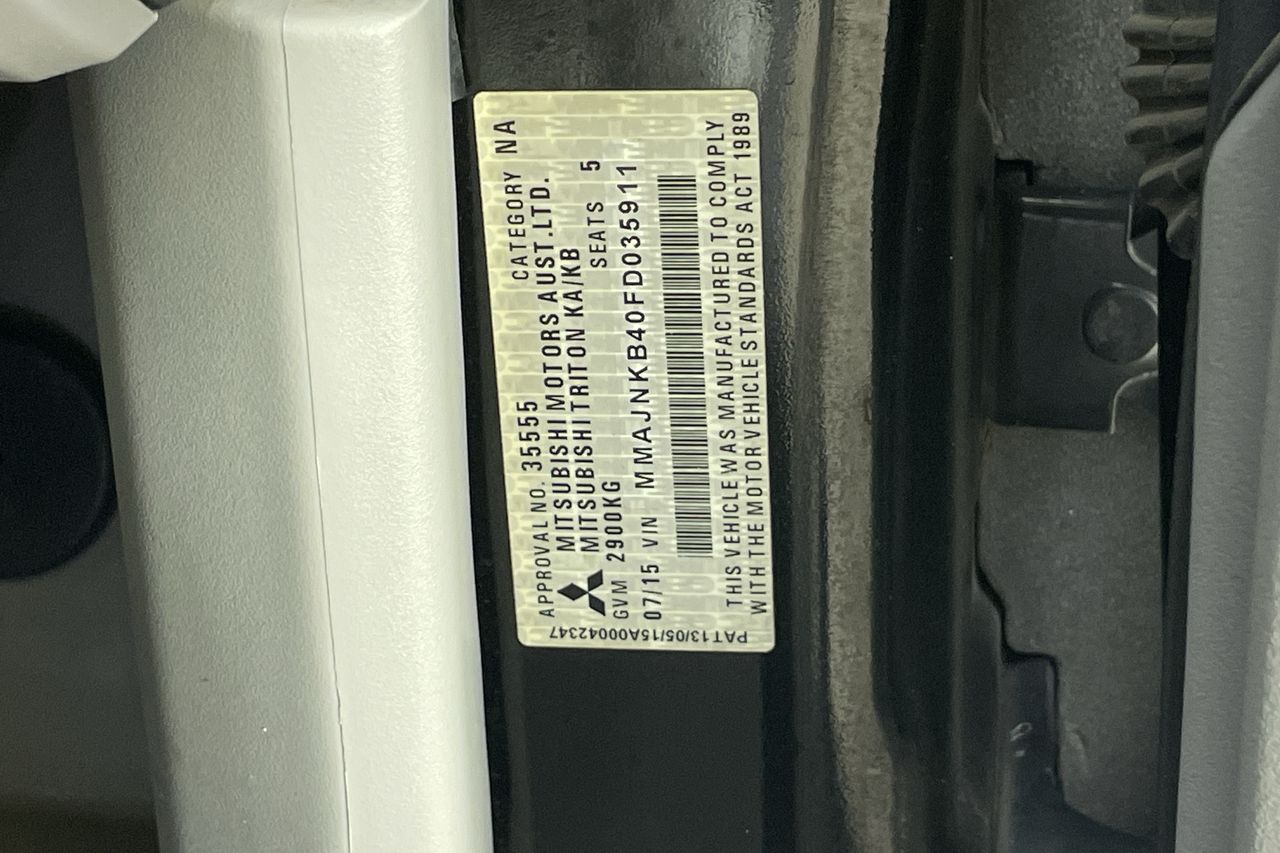 APPROVAL NO. 35555 CATEGORY NA
MITSUBISHI MOTORS AUST.LTD.
MITSUBISHI TRITON KA/KB
GVM 2900KG SEATS 5
07/15 VIN MMAJNKB40FD035911
THIS VEHICLE WAS MANUFACTURED TO COMPLY
WITH THE MOTOR VEHICLE STANDARDS ACT 1989
PAT13/05/15A00042347